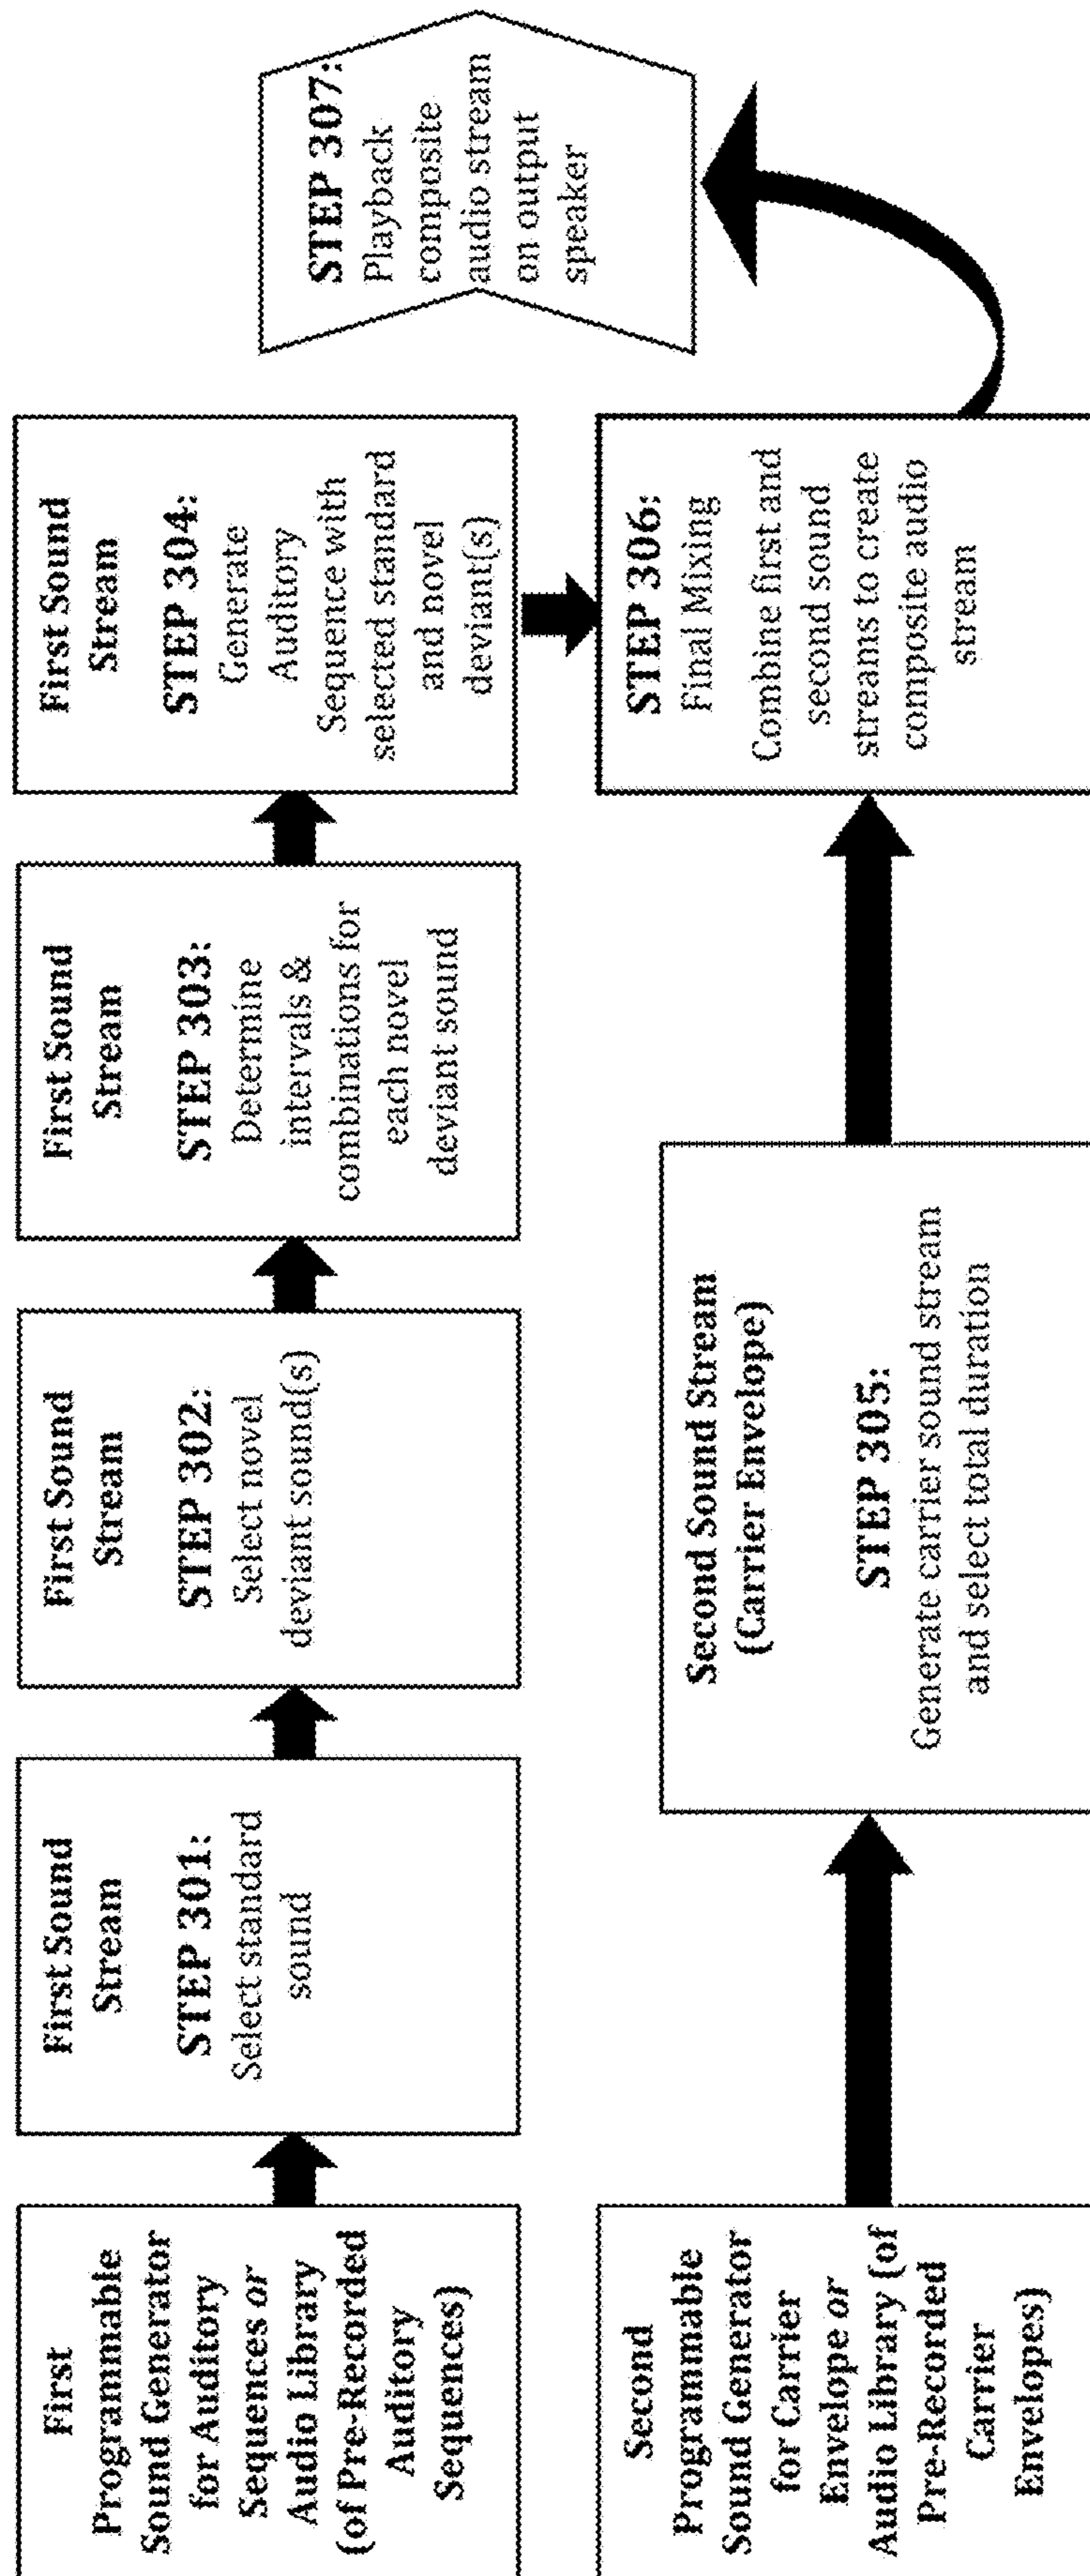 First
Programmable
Sound Generator
for Auditory
Sequences or
Audio Library
(of Pre-Recorded
Auditory
Sequences)
First Sound
Stream
STEP 301:
Select standard
sound
First Sound
Stream
STEP 302:
Select novel
deviant sound(s)
First Sound
Stream
STEP 303:
Determine
intervals &
combinations for
each novel
deviant sound
First Sound
Stream
STEP 304:
Generate
Auditory
Sequence with
selected standard
and novel
deviant(s)
Second
Programmable
Sound Generator
for Carrier
Envelope or
Audio Library (of
Pre-Recorded
Carrier
Envelopes)
Second Sound Stream
(Carrier Envelope)
STEP 305:
Generate carrier sound stream
and select total duration
STEP 306:
Final Mixing
Combine first and
second sound
streams to create
composite audio
stream
STEP 307:
Playback
composite
audio stream
on output
speaker